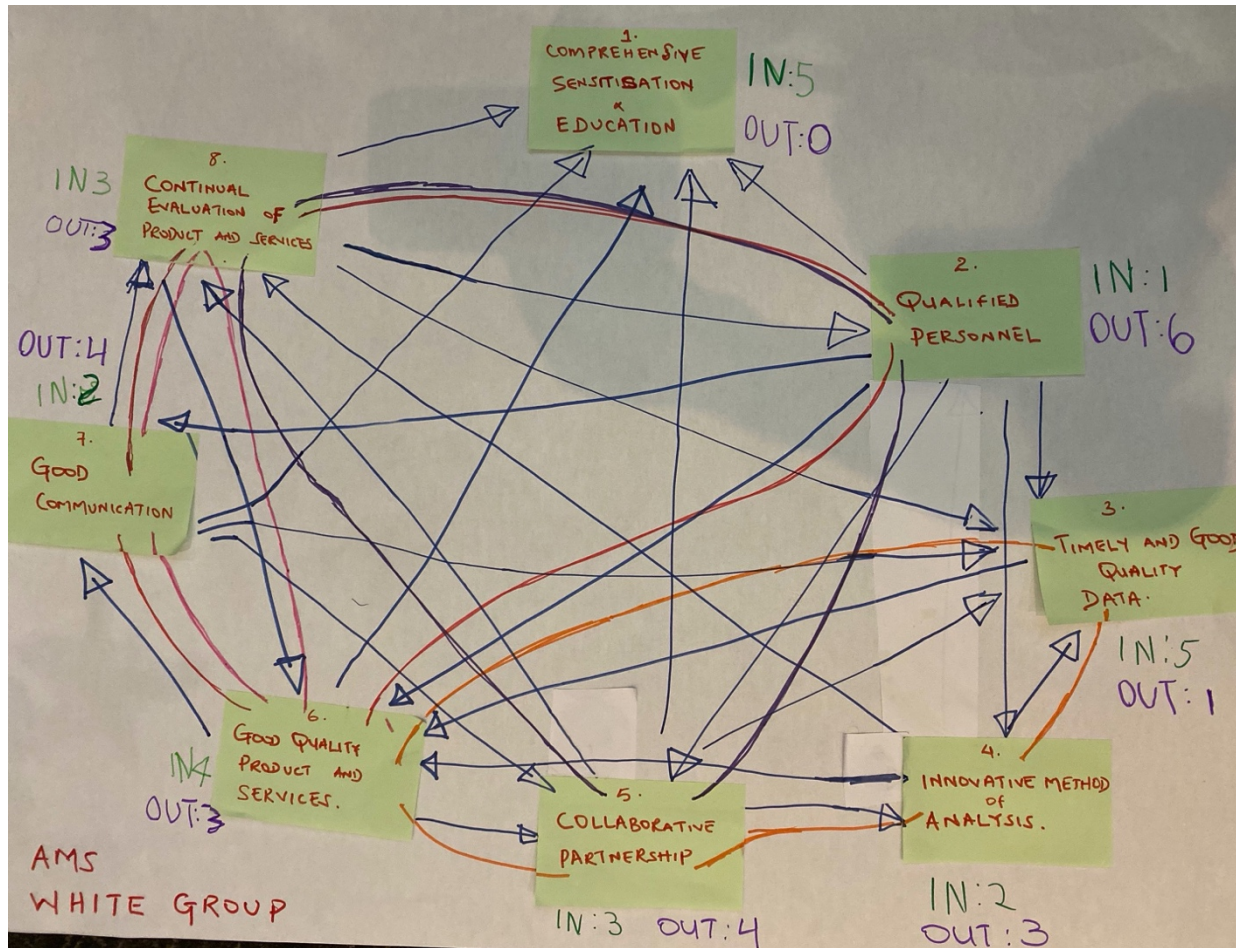 1.
COMPREHENSIVE
SENSITISATION
&
EDUCATION
IN:5
OUT:0
2.
QUALIFIED
PERSONNEL
IN:1
OUT:6
3.
TIMELY AND GOOD
QUALITY
DATA.
IN:5
OUT:1
4.
INNOVATIVE METHOD
OF
ANALYSIS.
IN:2
OUT:3
5.
COLLABORATIVE
PARTNERSHIP
IN:3 OUT:4
6.
GOOD QUALITY
PRODUCT AND
SERVICES.
IN4
OUT:3
7.
GOOD
COMMUNICATION
OUT:4
IN:2
8.
CONTINUAL
EVALUATION OF
PRODUCT AND SERVICES
IN3
OUT:3
AMS
WHITE GROUP